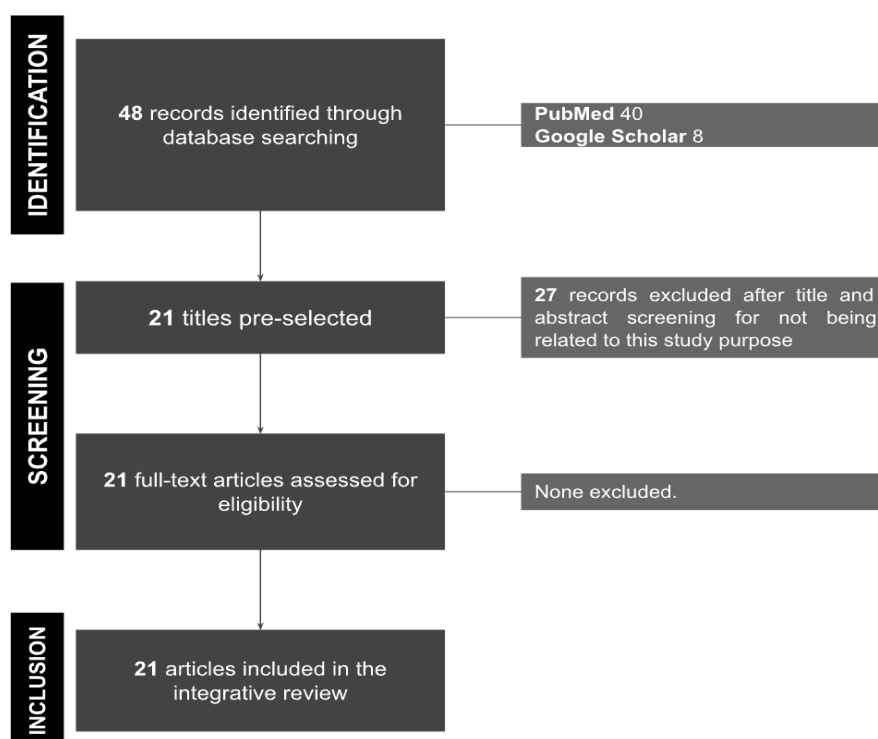 IDENTIFICATION
48 records identified through
database searching
PubMed 40
Google Scholar 8
SCREENING
21 titles pre-selected
27 records excluded after title and
abstract screening for not being
related to this study purpose
21 full-text articles assessed for
eligibility
None excluded.
INCLUSION
21 articles included in the
integrative review